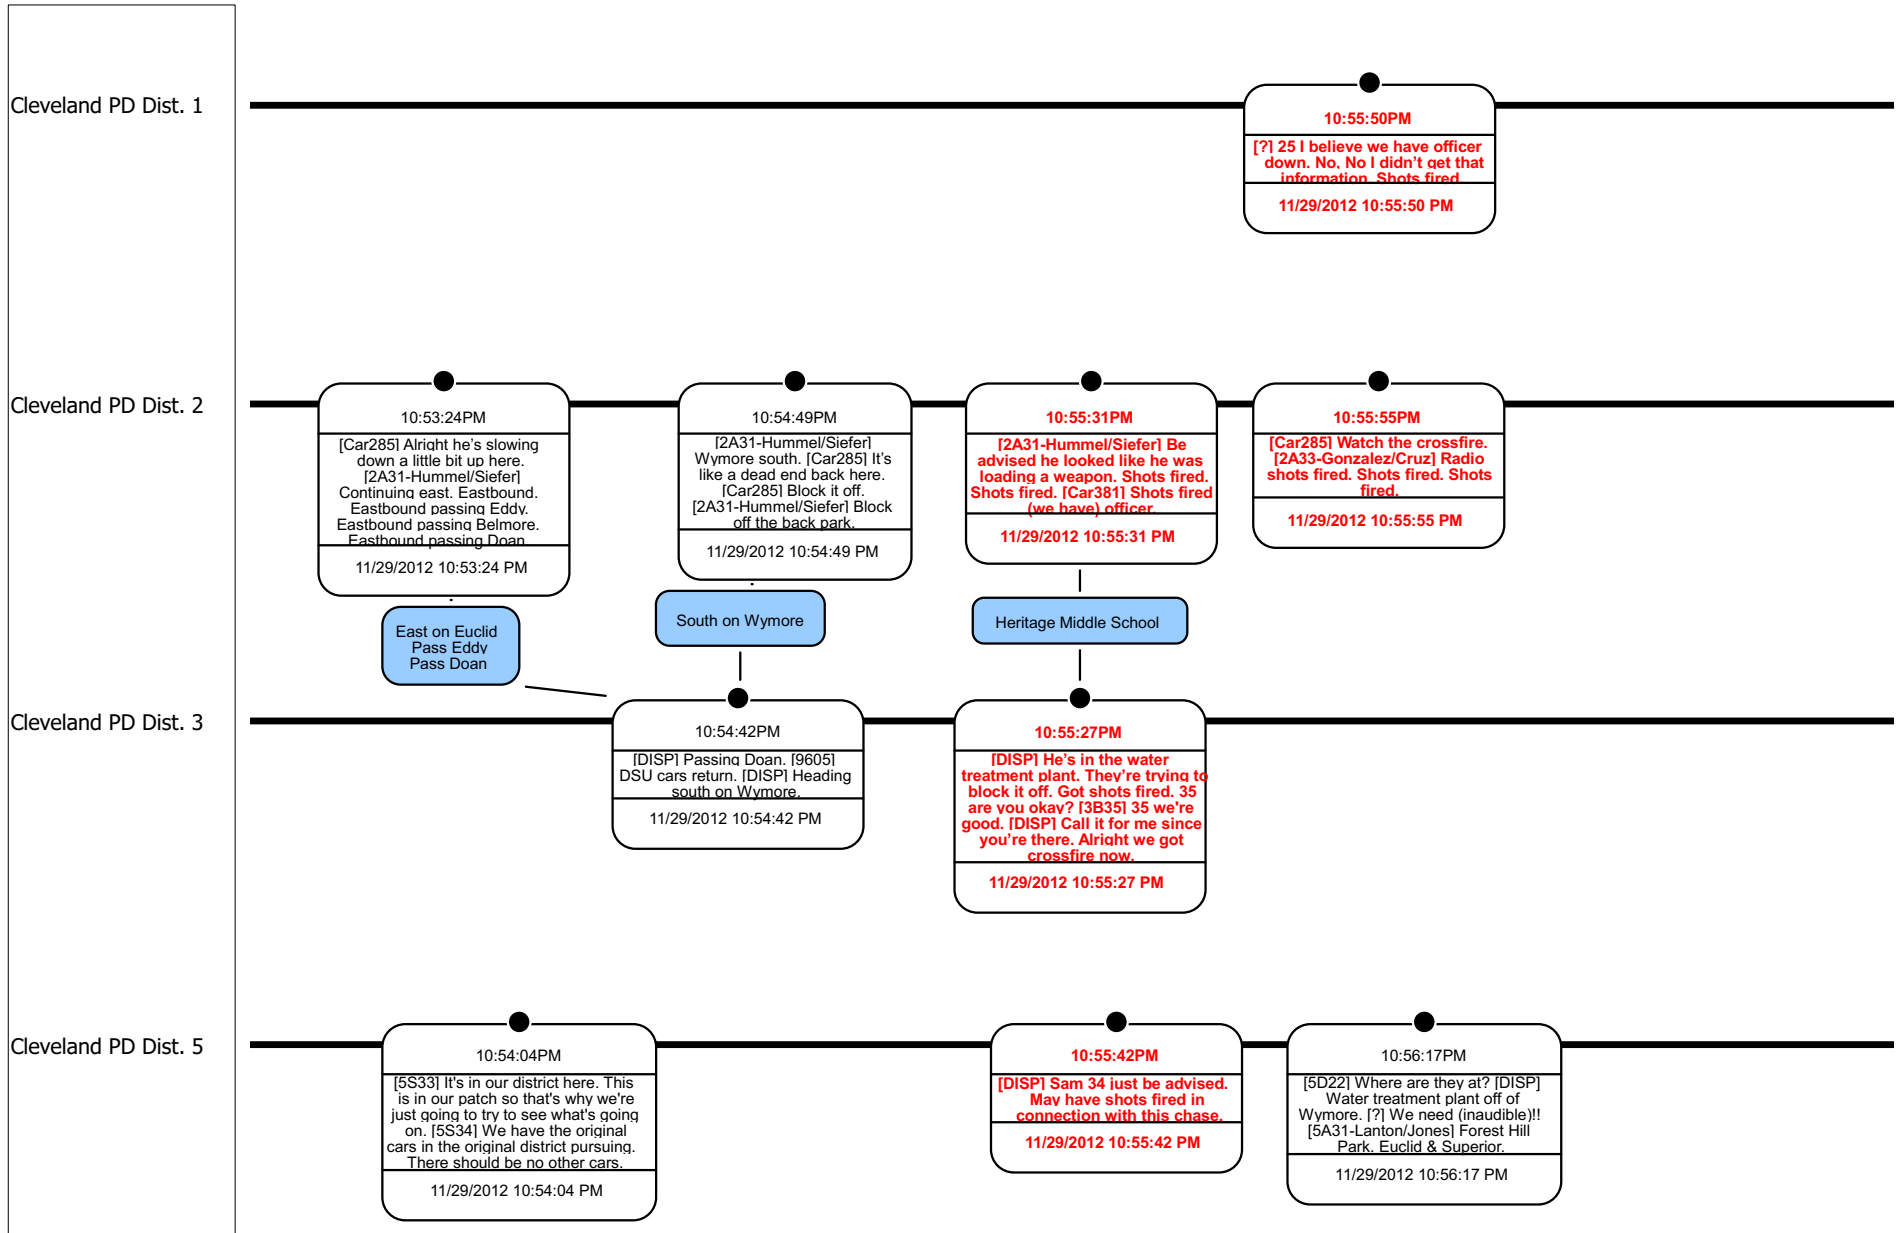 Cleveland PD Dist. 1
10:55:50PM
[?] 25 I believe we have officer
down. No, No I didn't get that
information. Shots fired
11/29/2012 10:55:50 PM
Cleveland PD Dist. 2
10:53:24PM
[Car285] Alright he's slowing
down a little bit up here.
[2A31-Hummel/Siefer]
Continuing east. Eastbound.
Eastbound passing Eddy.
Eastbound passing Belmore.
Eastbound passing Doan
11/29/2012 10:53:24 PM
10:54:49PM
[2A31-Hummel/Siefer]
Wymore south. [Car285] It's
like a dead end back here.
[Car285] Block it off.
[2A31-Hummel/Siefer] Block
off the back park.
11/29/2012 10:54:49 PM
10:55:31PM
[2A31-Hummel/Siefer] Be
advised he looked like he was
loading a weapon. Shots fired.
Shots fired. [Car381] Shots fired
(we have) officer.
11/29/2012 10:55:31 PM
10:55:55PM
[Car285] Watch the crossfire.
[2A33-Gonzalez/Cruz] Radio
shots fired. Shots fired. Shots
fired.
11/29/2012 10:55:55 PM
East on Euclid
Pass Eddy
Pass Doan
South on Wymore
Heritage Middle School
Cleveland PD Dist. 3
10:54:42PM
[DISP] Passing Doan. [9605]
DSU cars return. [DISP] Heading
south on Wymore.
11/29/2012 10:54:42 PM
10:55:27PM
[DISP] He's in the water
treatment plant. They're trying to
block it off. Got shots fired. 35
are you okay? [3B35] 35 we're
good. [DISP] Call it for me since
you're there. Alright we got
crossfire now.
11/29/2012 10:55:27 PM
Cleveland PD Dist. 5
10:54:04PM
[5S33] It's in our district here. This
is in our patch so that's why we're
just going to try to see what's going
on. [5S34] We have the original
cars in the original district pursuing.
There should be no other cars.
11/29/2012 10:54:04 PM
10:55:42PM
[DISP] Sam 34 just be advised.
May have shots fired in
connection with this chase.
11/29/2012 10:55:42 PM
10:56:17PM
[5D22] Where are they at? [DISP]
Water treatment plant off of
Wymore. [?] We need (inaudible)!!
[5A31-Lanton/Jones] Forest Hill
Park. Euclid & Superior.
11/29/2012 10:56:17 PM